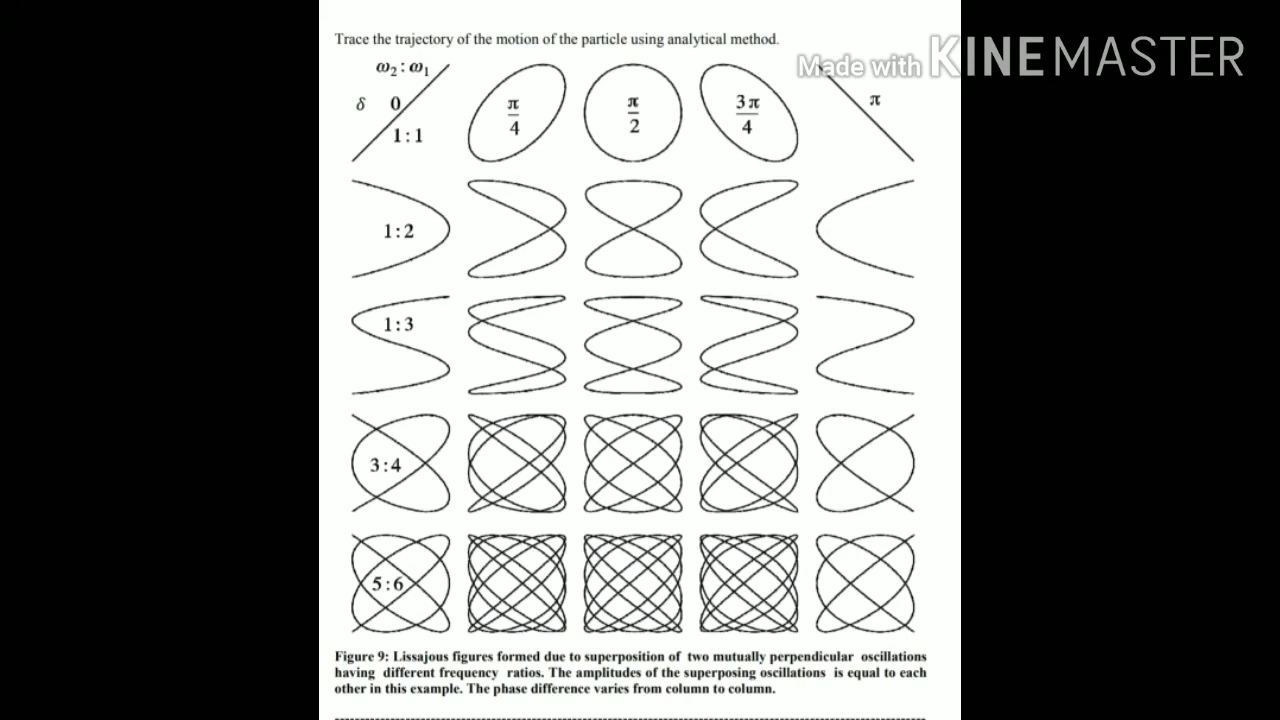 Trace the trajectory of the motion of the particle using analytical method.
Made with KINEMASTER
ω₂ : ω₁
δ 0 π/4 π/2 3π/4 π
1 : 1
1 : 2
1 : 3
3 : 4
5 : 6
Figure 9: Lissajous figures formed due to superposition of two mutually perpendicular oscillations
having different frequency ratios. The amplitudes of the superposing oscillations is equal to each
other in this example. The phase difference varies from column to column.